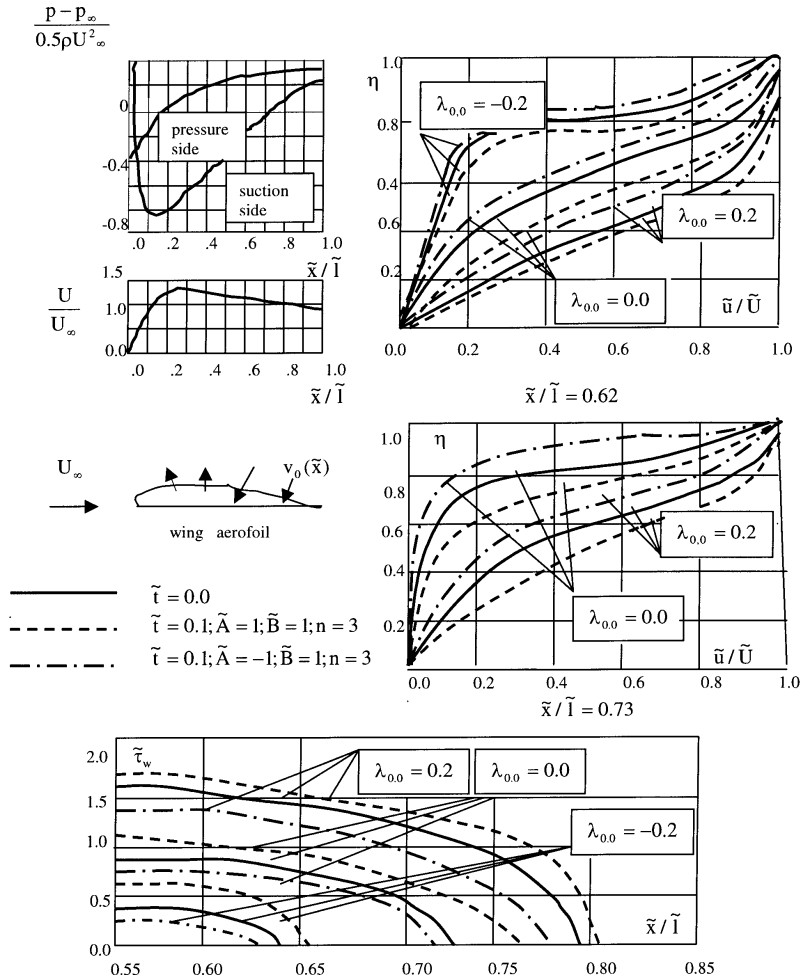 p − p∞
0.5ρU²∞
0
-0.4
-0.8
pressure
side
suction
side
.0 .2 .4 .6 .8 1.0
x̃ / l̃
U
U∞
1.5
1.0
0.0
.0 .2 .4 .6 .8 1.0
x̃ / l̃
η
1.0
0.8
0.4
0.6
0.2
λ0,0 = −0.2
λ0.0 = 0.2
λ0.0 = 0.0
ũ / Ũ
0.0 0.2 0.4 0.6 0.8 1.0
x̃ / l̃ = 0.62
U∞
v0(x̃)
wing aerofoil
t̃ = 0.0
t̃ = 0.1; Ã = 1; B̃ = 1; n = 3
t̃ = 0.1; Ã = −1; B̃ = 1; n = 3
η
1.0
0.8
0.6
0.4
0.2
λ0.0 = 0.2
λ0.0 = 0.0
ũ / Ũ
0.0 0.2 0.4 0.6 0.8 1.0
x̃ / l̃ = 0.73
τ̃w
2.0
1.5
1.0
0.5
0.0
λ0.0 = 0.2
λ0.0 = 0.0
λ0.0 = −0.2
x̃ / l̃
0.55 0.60 0.65 0.70 0.75 0.80 0.85